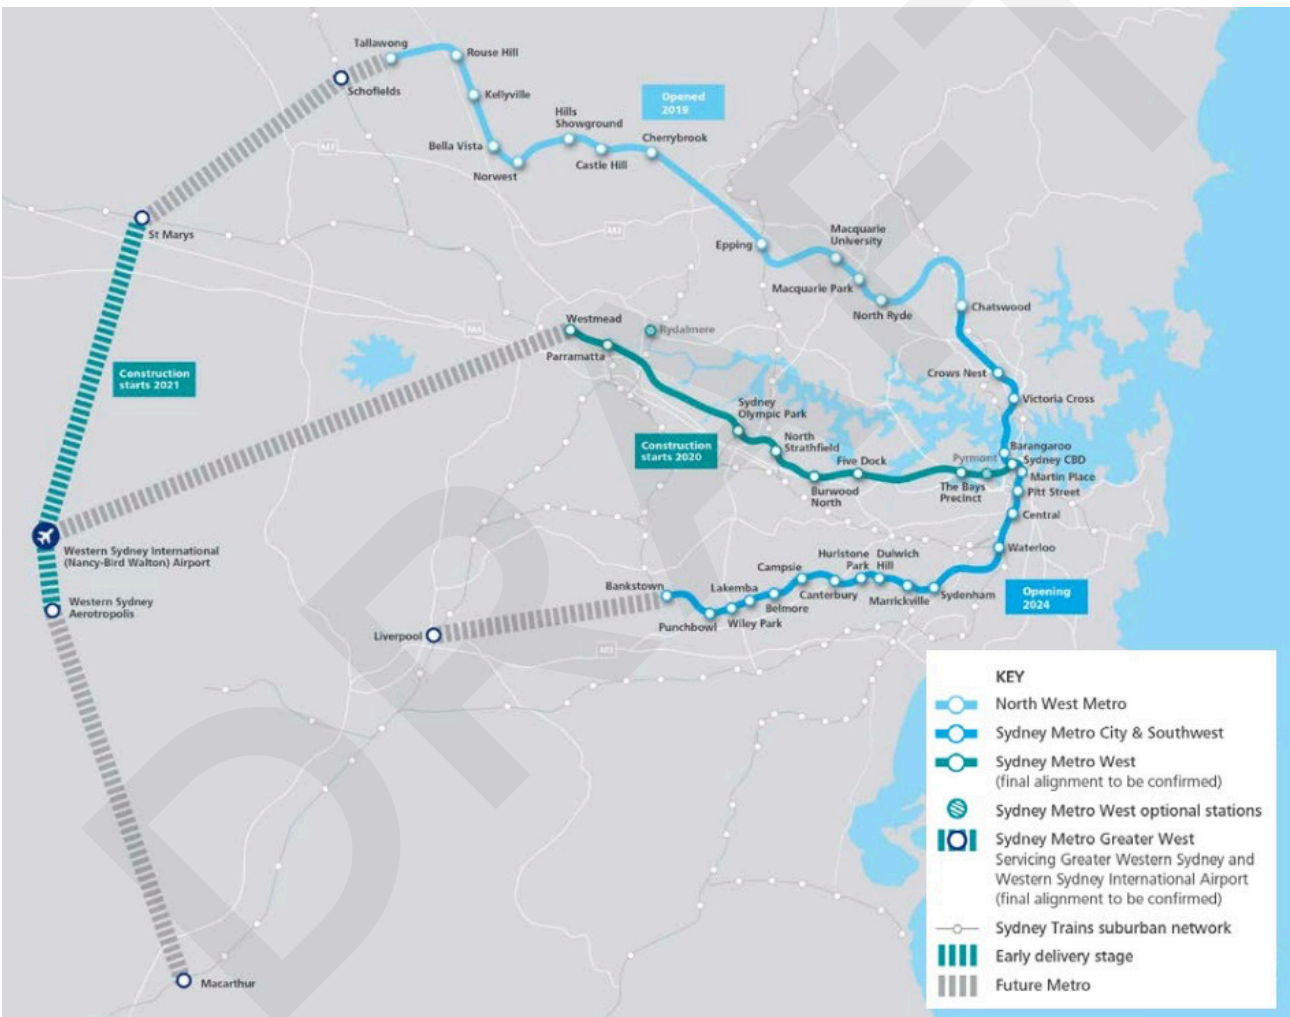 Tallawong
Rouse Hill
Schofields
Kellyville
Opened
2019
Hills
Showground
Cherrybrook
Bella Vista
M7
Castle Hill
Norwest
St Marys
M2
Macquarie
University
Epping
Macquarie Park
North Ryde
Chatswood
Westmead
M4
Rydalmere
Parramatta
Construction
starts 2021
Crows Nest
Victoria Cross
Sydney
Olympic Park
North
Strathfield
Construction
starts 2020
Five Dock
Pyrmont
Barangaroo
Sydney CBD
Martin Place
Pitt Street
The Bays
Precinct
Burwood
North
Central
Western Sydney International
(Nancy-Bird Walton) Airport
Waterloo
Hurlstone
Park
Dulwich
Hill
Campsie
Bankstown
Lakemba
Canterbury
Marrickville
Sydenham
Opening
2024
Western Sydney
Aerotropolis
Belmore
Wiley Park
Punchbowl
Liverpool
M5
Macarthur
KEY
North West Metro
Sydney Metro City & Southwest
Sydney Metro West
(final alignment to be confirmed)
Sydney Metro West optional stations
Sydney Metro Greater West
Servicing Greater Western Sydney and
Western Sydney International Airport
(final alignment to be confirmed)
Sydney Trains suburban network
Early delivery stage
Future Metro
DRAFT